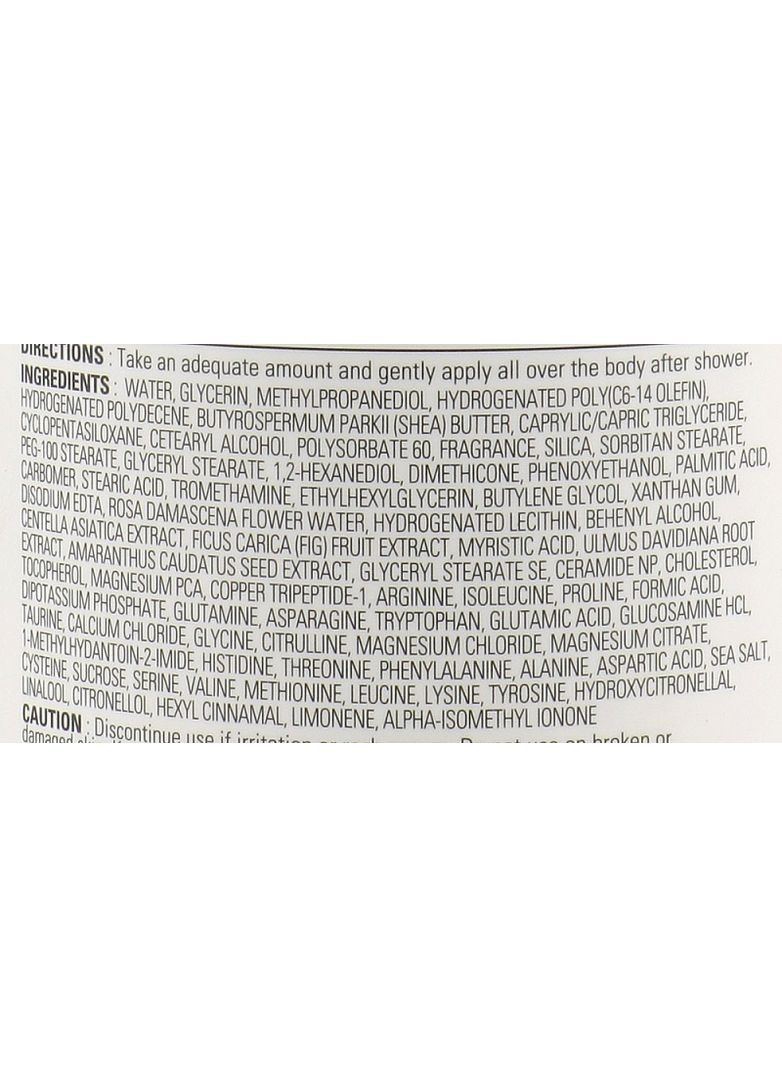 DIRECTIONS : Take an adequate amount and gently apply all over the body after shower.
INGREDIENTS : WATER, GLYCERIN, METHYLPROPANEDIOL, HYDROGENATED POLY(C6-14 OLEFIN),
HYDROGENATED POLYDECENE, BUTYROSPERMUM PARKII (SHEA) BUTTER, CAPRYLIC/CAPRIC TRIGLYCERIDE,
CYCLOPENTASILOXANE, CETEARYL ALCOHOL, POLYSORBATE 60, FRAGRANCE, SILICA, SORBITAN STEARATE,
PEG-100 STEARATE, GLYCERYL STEARATE, 1,2-HEXANEDIOL, DIMETHICONE, PHENOXYETHANOL, PALMITIC ACID,
CARBOMER, STEARIC ACID, TROMETHAMINE, ETHYLHEXYLGLYCERIN, BUTYLENE GLYCOL, XANTHAN GUM,
DISODIUM EDTA, ROSA DAMASCENA FLOWER WATER, HYDROGENATED LECITHIN, BEHENYL ALCOHOL,
CENTELLA ASIATICA EXTRACT, FICUS CARICA (FIG) FRUIT EXTRACT, MYRISTIC ACID, ULMUS DAVIDIANA ROOT
EXTRACT, AMARANTHUS CAUDATUS SEED EXTRACT, GLYCERYL STEARATE SE, CERAMIDE NP, CHOLESTEROL,
TOCOPHEROL, MAGNESIUM PCA, COPPER TRIPEPTIDE-1, ARGININE, ISOLEUCINE, PROLINE, FORMIC ACID,
DIPOTASSIUM PHOSPHATE, GLUTAMINE, ASPARAGINE, TRYPTOPHAN, GLUTAMIC ACID, GLUCOSAMINE HCL,
TAURINE, CALCIUM CHLORIDE, GLYCINE, CITRULLINE, MAGNESIUM CHLORIDE, MAGNESIUM CITRATE,
1-METHYLHYDANTOIN-2-IMIDE, HISTIDINE, THREONINE, PHENYLALANINE, ALANINE, ASPARTIC ACID, SEA SALT,
CYSTEINE, SUCROSE, SERINE, VALINE, METHIONINE, LEUCINE, LYSINE, TYROSINE, HYDROXYCITRONELLAL,
LINALOOL, CITRONELLOL, HEXYL CINNAMAL, LIMONENE, ALPHA-ISOMETHYL IONONE
CAUTION : Discontinue use if irritation or Do not use on broken or
damaged